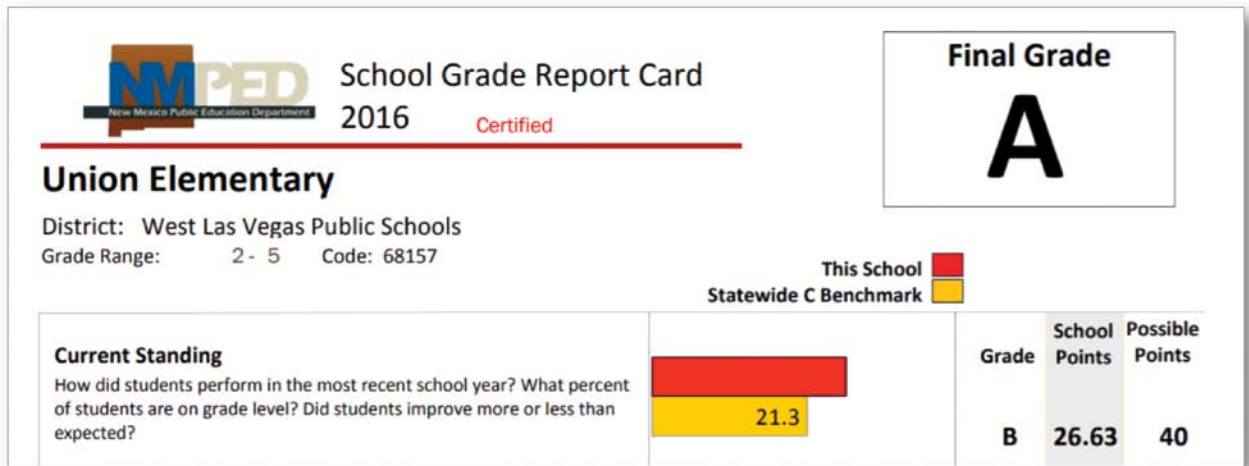 NMPED
New Mexico Public Education Department
School Grade Report Card
2016 Certified
Final Grade
A
Union Elementary
District: West Las Vegas Public Schools
Grade Range: 2 - 5 Code: 68157
This School
Statewide C Benchmark
Current Standing
How did students perform in the most recent school year? What percent
of students are on grade level? Did students improve more or less than
expected?
21.3
Grade School Points Possible Points
B 26.63 40